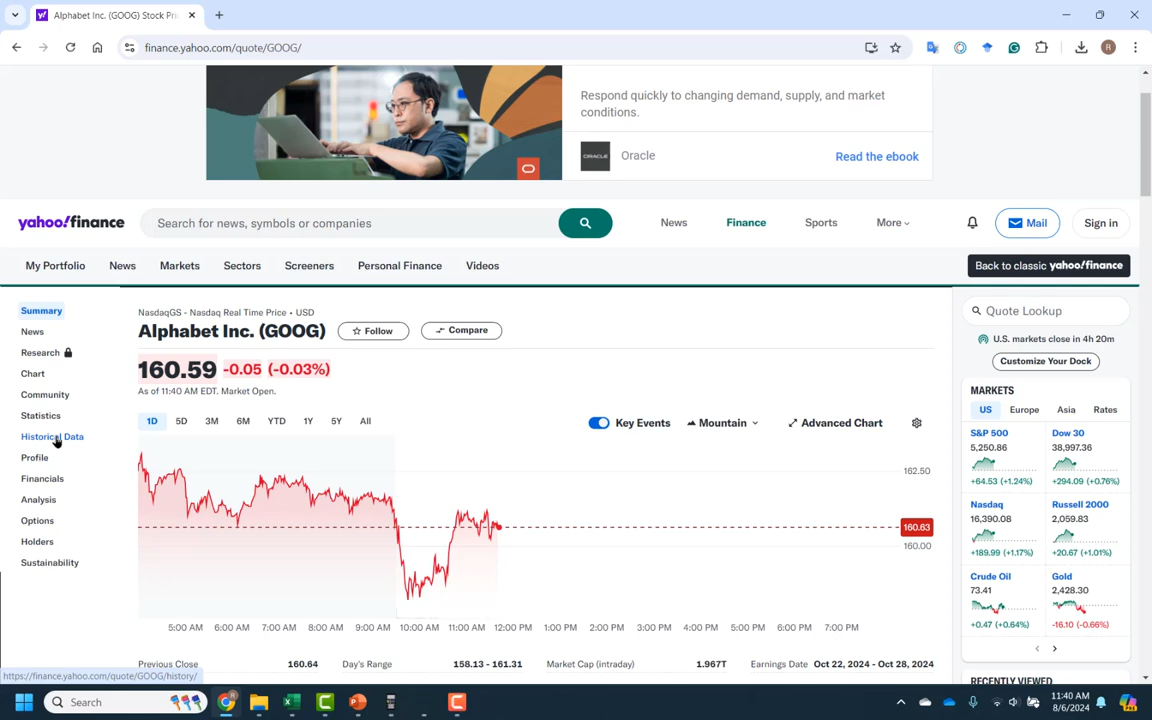 Alphabet Inc. (GOOG) Stock Pri
finance.yahoo.com/quote/GOOG/
R
Respond quickly to changing demand, supply, and market
conditions.
ORACLE
Oracle
Read the ebook
yahoo!finance
Search for news, symbols or companies
News
Finance
Sports
More
Mail
Sign in
My Portfolio
News
Markets
Sectors
Screeners
Personal Finance
Videos
Back to classic yahoo!finance
Summary
News
Research
Chart
Community
Statistics
Historical Data
Profile
Financials
Analysis
Options
Holders
Sustainability
NasdaqGS - Nasdaq Real Time Price • USD
Alphabet Inc. (GOOG)
Follow
Compare
160.59 -0.05 (-0.03%)
As of 11:40 AM EDT. Market Open.
1D 5D 3M 6M YTD 1Y 5Y All
Key Events
Mountain
Advanced Chart
162.50
160.63
160.00
5:00 AM 6:00 AM 7:00 AM 8:00 AM 9:00 AM 10:00 AM 11:00 AM 12:00 PM 1:00 PM 2:00 PM 3:00 PM 4:00 PM 5:00 PM 6:00 PM 7:00 PM
Previous Close 160.64 Day's Range 158.13 - 161.31 Market Cap (intraday) 1.967T Earnings Date Oct 22, 2024 - Oct 28, 2024
Quote Lookup
U.S. markets close in 4h 20m
Customize Your Dock
MARKETS
US Europe Asia Rates
S&P 500
5,250.86
+64.53 (+1.24%)
Dow 30
38,997.36
+294.09 (+0.76%)
Nasdaq
16,390.08
+189.99 (+1.17%)
Russell 2000
2,059.83
+20.67 (+1.01%)
Crude Oil
73.41
+0.47 (+0.64%)
Gold
2,428.30
-16.10 (-0.66%)
RECENTLY VIEWED
https://finance.yahoo.com/quote/GOOG/history/
Search
11:40 AM
8/6/2024